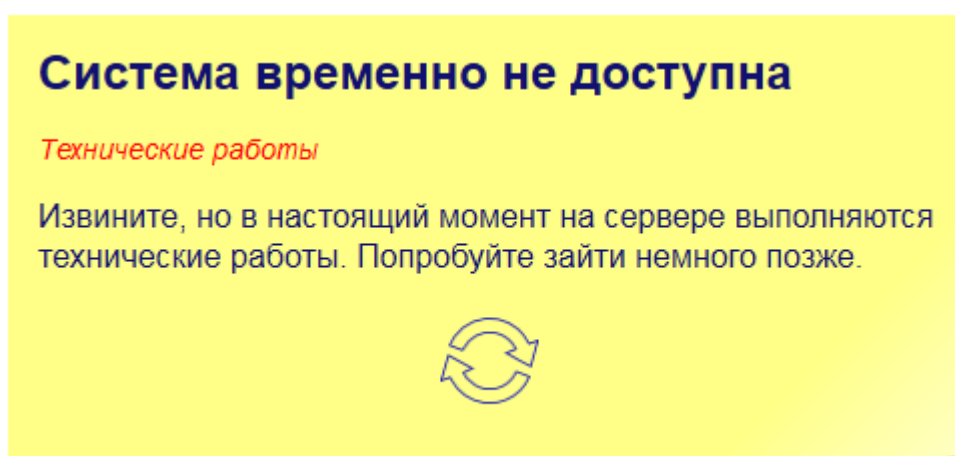 Система временно не доступна
Технические работы
Извините, но в настоящий момент на сервере выполняются
технические работы. Попробуйте зайти немного позже.